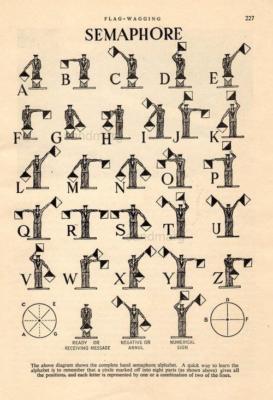 FLAG-WAGGING 227
SEMAPHORE
A B C D E
F G H I J K
L M N O P
Q R S T U
V W X Y Z
C E
A G
READY OR
RECEIVING MESSAGE
NEGATIVE OR
ANNUL
NUMERICAL
SIGN
B
D F
The above diagram shows the complete hand semaphore alphabet. A quick way to learn the
alphabet is to remember that a circle marked off into eight parts (as shown above) gives all
the positions, and each letter is represented by one or a combination of two of the lines.